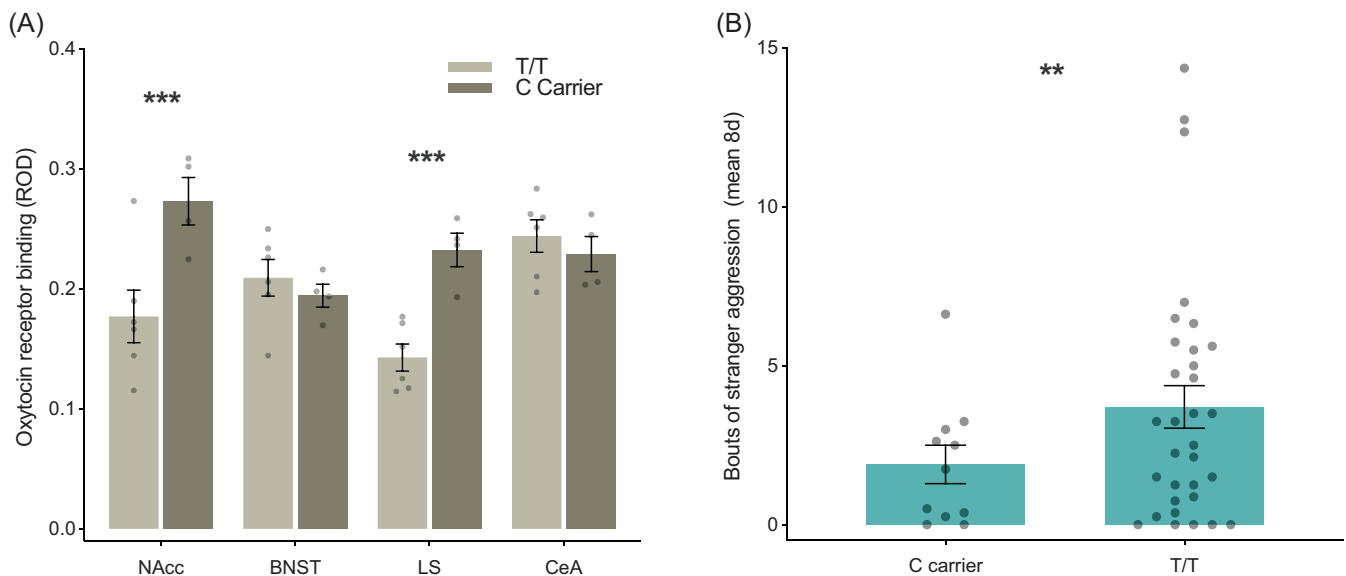 (A)
Oxytocin receptor binding (ROD)
0.4
0.3
0.2
0.1
0.0
T/T
C Carrier
***
***
NAcc
BNST
LS
CeA
(B)
Bouts of stranger aggression (mean 8d)
15
10
5
0
**
C carrier
T/T